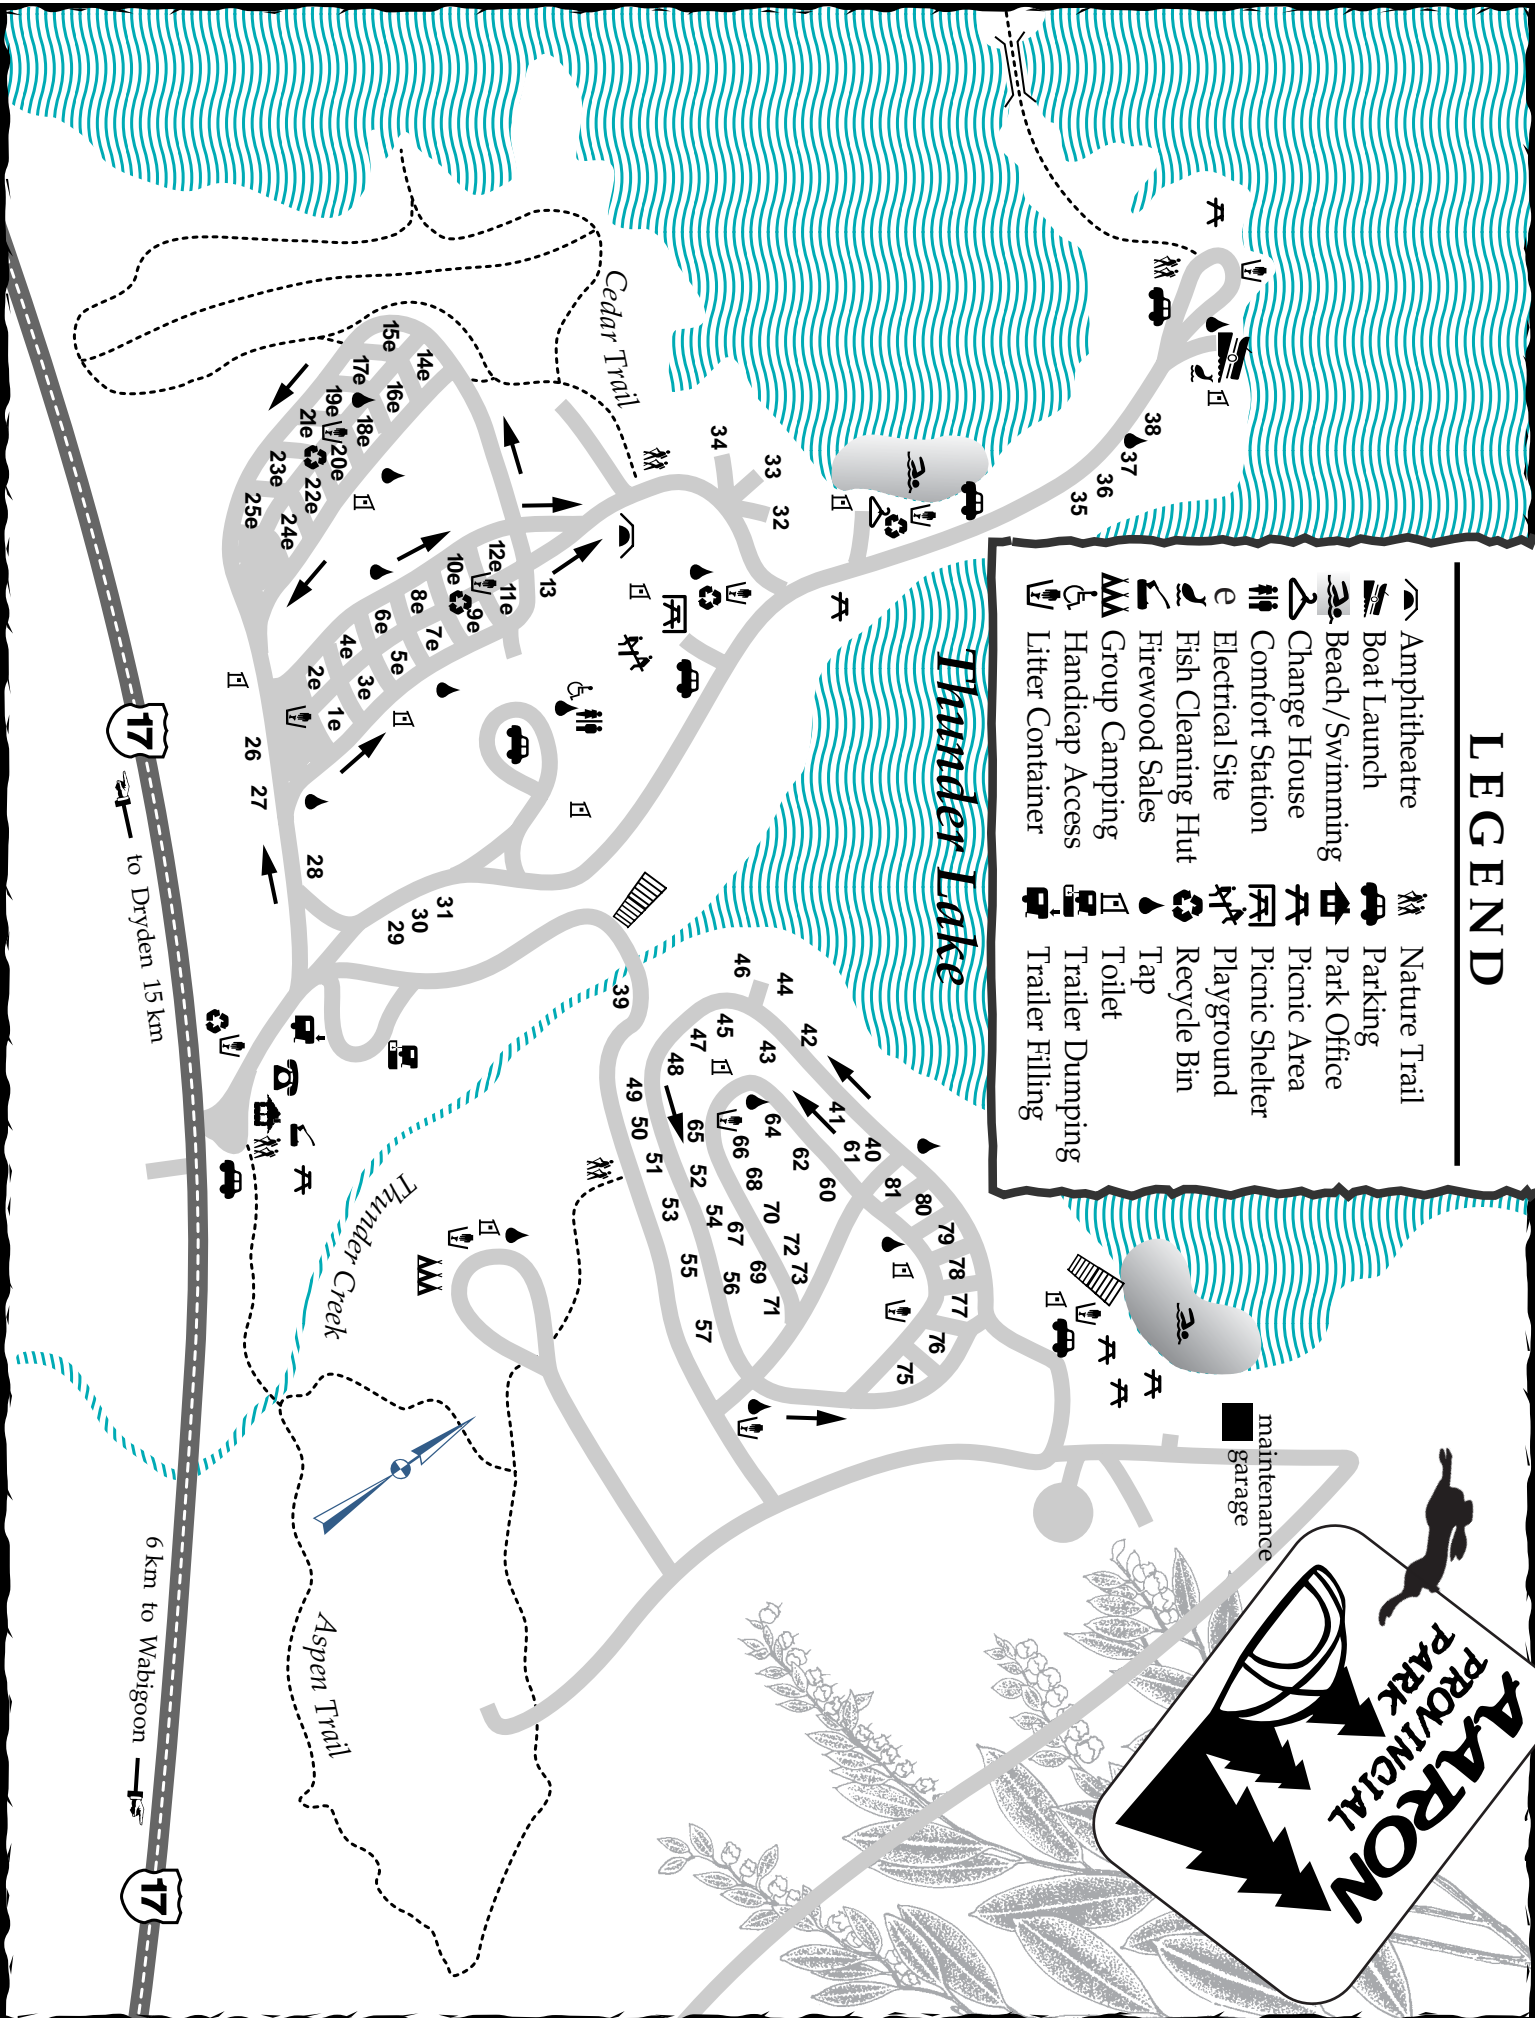 LEGEND
Amphitheatre
Boat Launch
Beach/Swimming
Change House
Comfort Station
e Electrical Site
Fish Cleaning Hut
Firewood Sales
Group Camping
Handicap Access
Litter Container
Nature Trail
Parking
Park Office
Picnic Area
Picnic Shelter
Playground
Recycle Bin
Tap
Toilet
Trailer Dumping
Trailer Filling
AARON
PROVINCIAL
PARK
maintenance
garage
Thunder Lake
38
37
36
35
33
32
34
Cedar Trail
14e
15e
16e
17e
18e
19e
20e
21e
22e
23e
24e
25e
13
12e
11e
10e
9e
8e
7e
6e
5e
4e
3e
2e
1e
26
27
28
31
30
29
39
46
44
42
45
43
47
48
49
50
51
41
40
61
64
62
60
65
66
68
52
70
53
54
67
72
73
69
71
55
56
57
81
80
79
78
77
76
75
Thunder Creek
Aspen Trail
17
to Dryden 15 km
6 km to Wabigoon
17